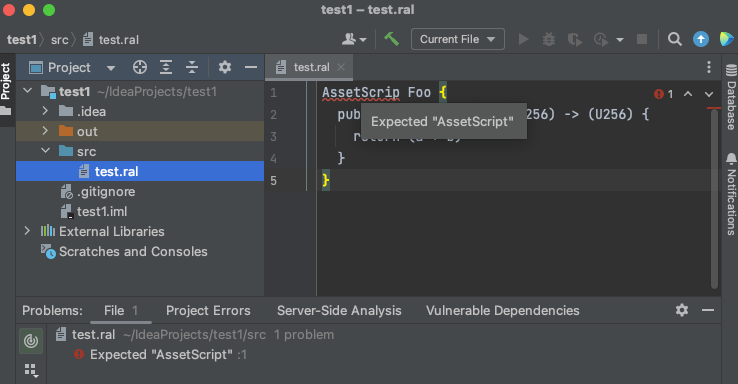 test1 – test.ral
test1 src test.ral
Current File
Project
test.ral
Project
test1 ~/IdeaProjects/test1
.idea
out
src
test.ral
.gitignore
test1.iml
External Libraries
Scratches and Consoles
1 AssetScrip Foo {
2 pub 256) -> (U256) {
3
4 }
5 }
Expected "AssetScript"
1
Database
Notifications
Problems: File 1 Project Errors Server-Side Analysis Vulnerable Dependencies
test.ral ~/IdeaProjects/test1/src 1 problem
Expected "AssetScript" :1